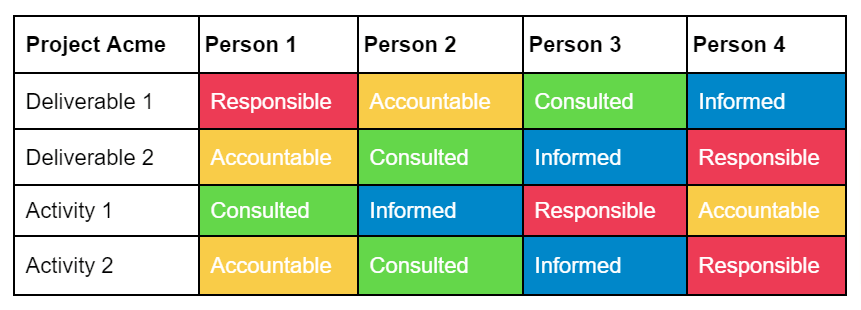 Project Acme Person 1 Person 2 Person 3 Person 4
Deliverable 1 Responsible Accountable Consulted Informed
Deliverable 2 Accountable Consulted Informed Responsible
Activity 1 Consulted Informed Responsible Accountable
Activity 2 Accountable Consulted Informed Responsible